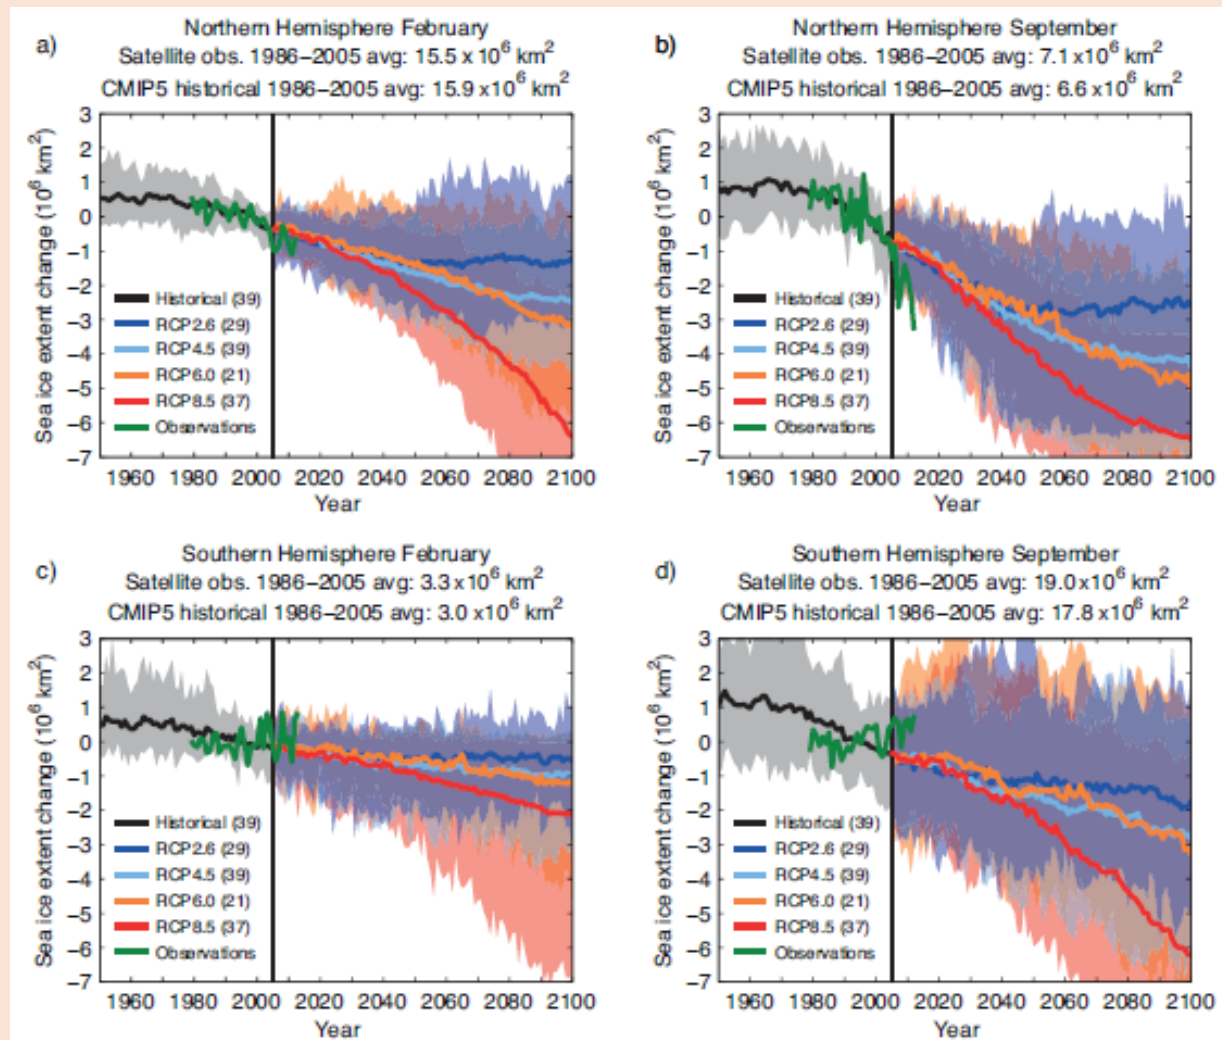 a)
Northern Hemisphere February
Satellite obs. 1986–2005 avg: 15.5 x10⁶ km²
CMIP5 historical 1986–2005 avg: 15.9 x10⁶ km²
Sea ice extent change (10⁶ km²)
3
2
1
0
−1
−2
−3
−4
−5
−6
−7
Historical (39)
RCP2.6 (29)
RCP4.5 (39)
RCP6.0 (21)
RCP8.5 (37)
Observations
1960 1980 2000 2020 2040 2060 2080 2100
Year
b)
Northern Hemisphere September
Satellite obs. 1986–2005 avg: 7.1 x10⁶ km²
CMIP5 historical 1986–2005 avg: 6.6 x10⁶ km²
Sea ice extent change (10⁶ km²)
3
2
1
0
−1
−2
−3
−4
−5
−6
−7
Historical (39)
RCP2.6 (29)
RCP4.5 (39)
RCP6.0 (21)
RCP8.5 (37)
Observations
1960 1980 2000 2020 2040 2060 2080 2100
Year
c)
Southern Hemisphere February
Satellite obs. 1986–2005 avg: 3.3 x10⁶ km²
CMIP5 historical 1986–2005 avg: 3.0 x10⁶ km²
Sea ice extent change (10⁶ km²)
3
2
1
0
−1
−2
−3
−4
−5
−6
−7
Historical (39)
RCP2.6 (29)
RCP4.5 (39)
RCP6.0 (21)
RCP8.5 (37)
Observations
1960 1980 2000 2020 2040 2060 2080 2100
Year
d)
Southern Hemisphere September
Satellite obs. 1986–2005 avg: 19.0 x10⁶ km²
CMIP5 historical 1986–2005 avg: 17.8 x10⁶ km²
Sea ice extent change (10⁶ km²)
3
2
1
0
−1
−2
−3
−4
−5
−6
−7
Historical (39)
RCP2.6 (29)
RCP4.5 (39)
RCP6.0 (21)
RCP8.5 (37)
Observations
1960 1980 2000 2020 2040 2060 2080 2100
Year